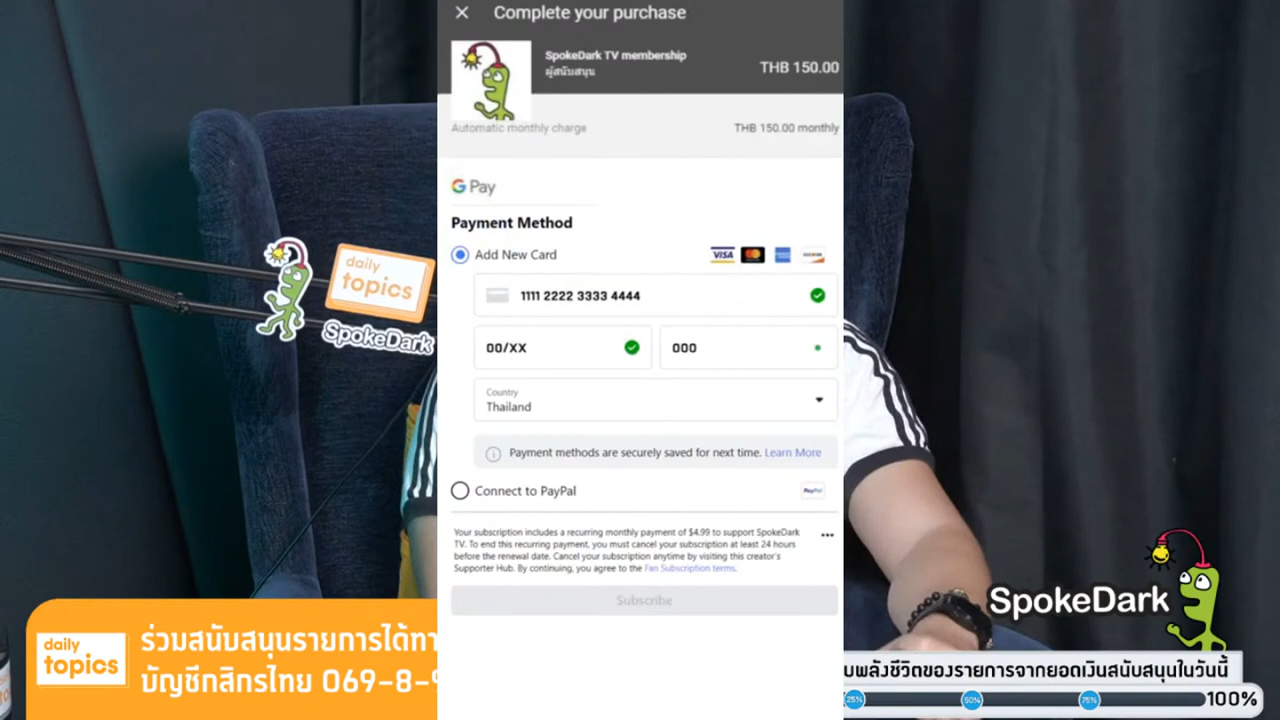 Complete your purchase
SpokeDark TV membership
ผู้สนับสนุน
THB 150.00
Automatic monthly charge
THB 150.00 monthly
G Pay
Payment Method
Add New Card
VISA
1111 2222 3333 4444
00/XX
000
Country
Thailand
Payment methods are securely saved for next time. Learn More
Connect to PayPal
PayPal
Your subscription includes a recurring monthly payment of $4.99 to support SpokeDark
TV. To end this recurring payment, you must cancel your subscription at least 24 hours
before the renewal date. Cancel your subscription anytime by visiting this creator's
Supporter Hub. By continuing, you agree to the Fan Subscription terms.
Subscribe
daily
topics
SpokeDark
daily
topics
ร่วมสนับสนุนรายการได้ทา
บัญชีกสิกรไทย 069-8-9
SpokeDark
บพลังชีวิตของรายการจากยอดเงินสนับสนุนในวันนี้
25%
50%
75%
100%